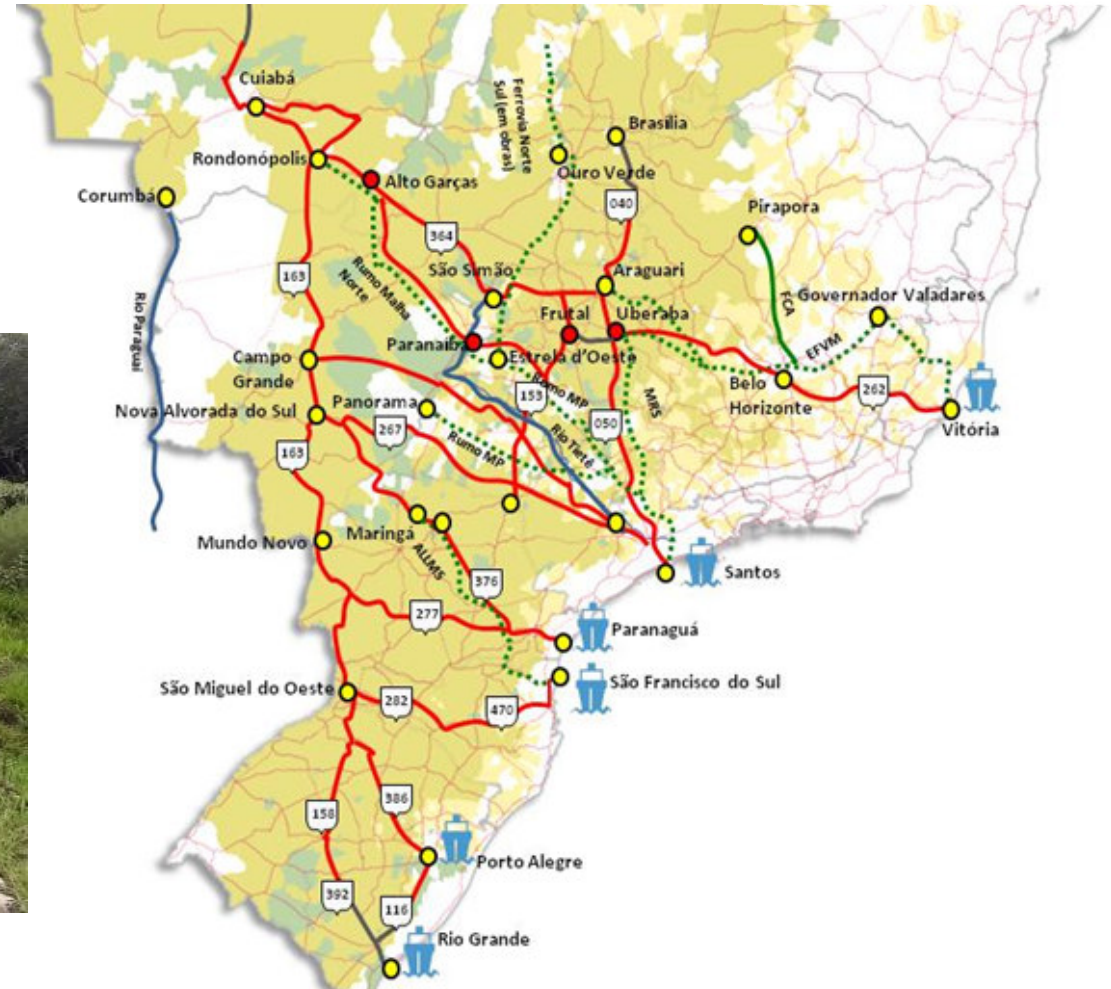 Cuiabá
Ferrovia Norte
Sul (em obras)
Brasília
Rondonópolis
Ouro Verde
Alto Garças
Corumbá
040
Pirapora
364
163
São Simão
Araguari
Rumo Malha
Norte
Rio Paraguai
FCA
Governador Valadares
Frutal
Uberaba
Paranaíba
Estrela d'Oeste
EFVM
Campo
Grande
Belo
Horizonte
262
Vitória
Rumo MP
153
MRS
050
Panorama
Nova Alvorada do Sul
267
Rio Tietê
Rumo MP
163
Mundo Novo
Maringá
ALLMS
376
Santos
277
Paranaguá
São Miguel do Oeste
282
470
São Francisco do Sul
158
386
Porto Alegre
392
116
Rio Grande